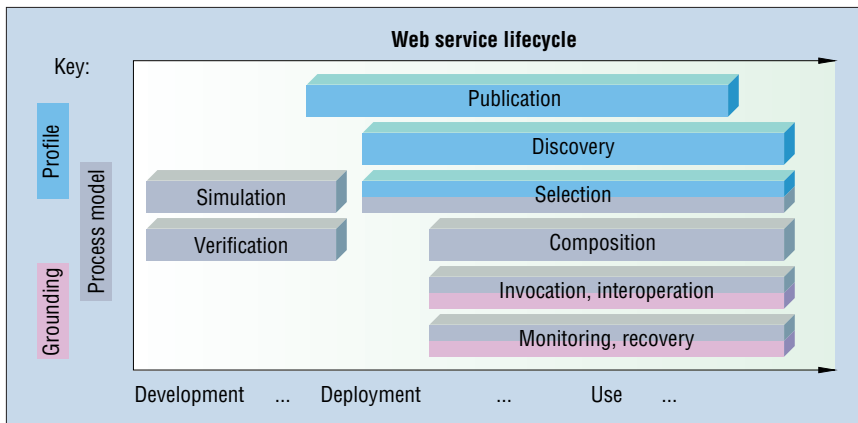 Web service lifecycle
Key:
Profile
Process model
Grounding
Publication
Discovery
Simulation
Selection
Verification
Composition
Invocation, interoperation
Monitoring, recovery
Development ... Deployment ... Use ...